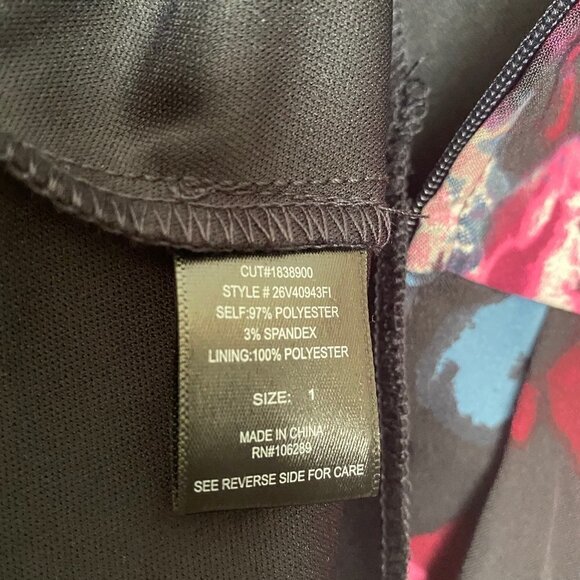 CUT#1838900
STYLE # 26V40943FI
SELF:97% POLYESTER
3% SPANDEX
LINING:100% POLYESTER
SIZE: 1
MADE IN CHINA
RN#106289
SEE REVERSE SIDE FOR CARE